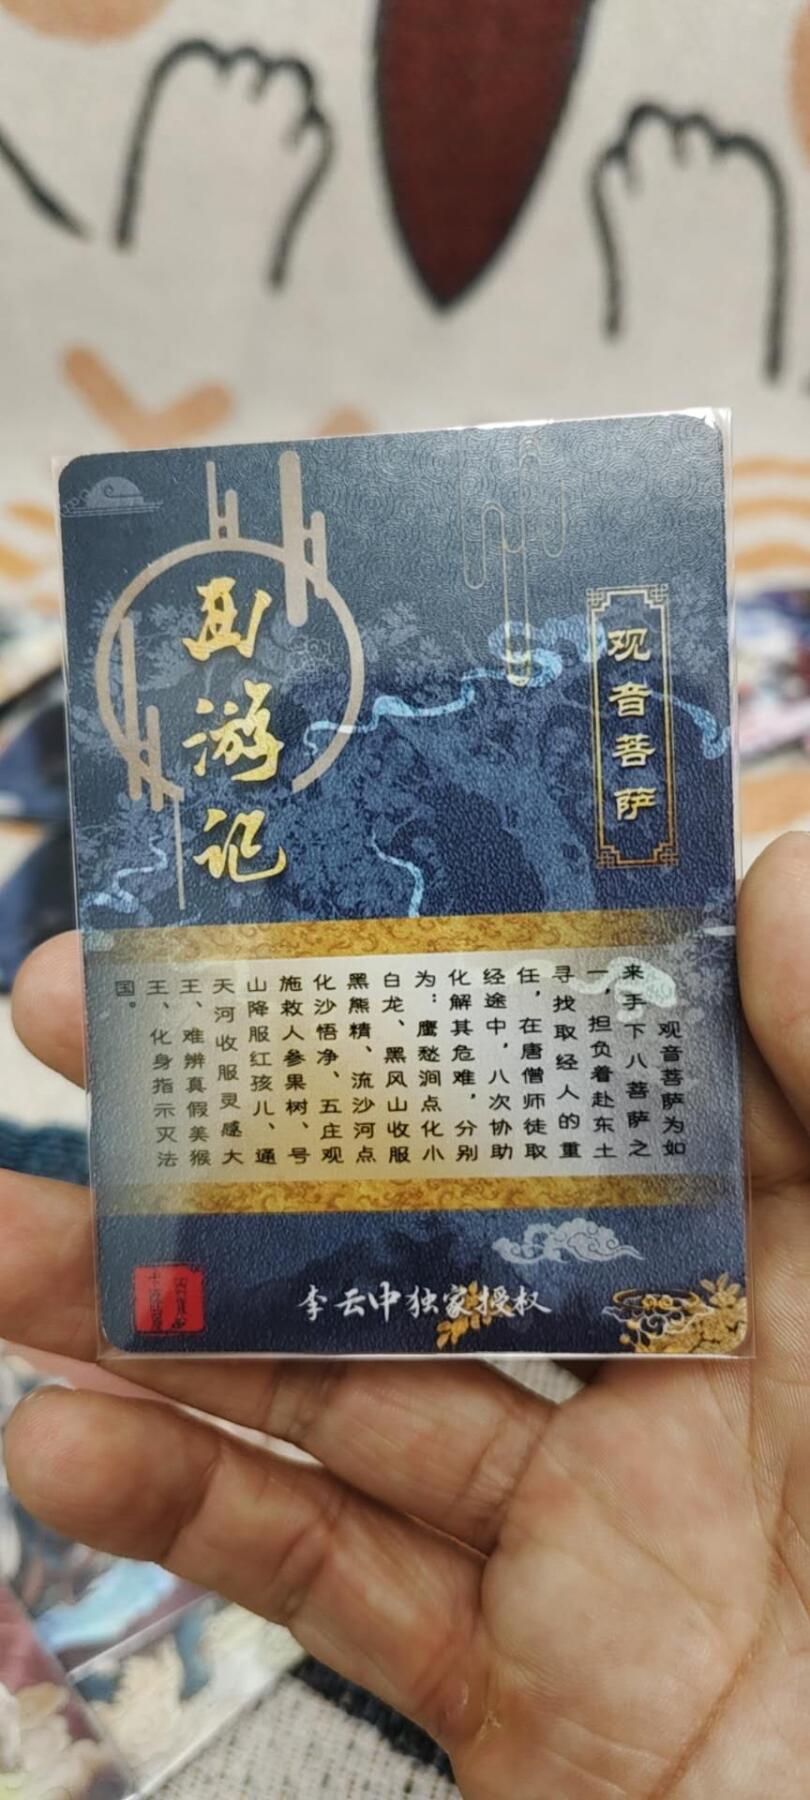 西游记
观音菩萨
观音菩萨为如
来手下八菩萨之
一，担负着赴东土
寻找取经人的重
任，在唐僧师徒取
经途中，八次协助
化解其危难，分别
为：鹰愁涧点化小
白龙、黑风山收服
黑熊精、流沙河点
化沙悟净、五庄观
施救人参果树、号
山降服红孩儿、通
天河收服灵感大
王、难辨真假美猴
王、化身指示灭法
国。
李云中独家授权